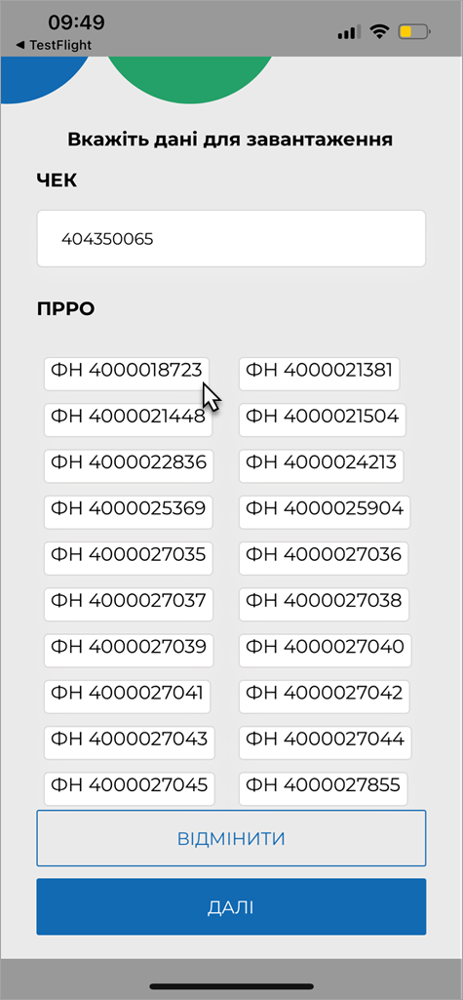 09:49
◀ TestFlight
Вкажіть дані для завантаження
ЧЕК
404350065
ПРРО
ФН 4000018723 ФН 4000021381
ФН 4000021448 ФН 4000021504
ФН 4000022836 ФН 4000024213
ФН 4000025369 ФН 4000025904
ФН 4000027035 ФН 4000027036
ФН 4000027037 ФН 4000027038
ФН 4000027039 ФН 4000027040
ФН 4000027041 ФН 4000027042
ФН 4000027043 ФН 4000027044
ФН 4000027045 ФН 4000027855
ВІДМІНИТИ
ДАЛІ